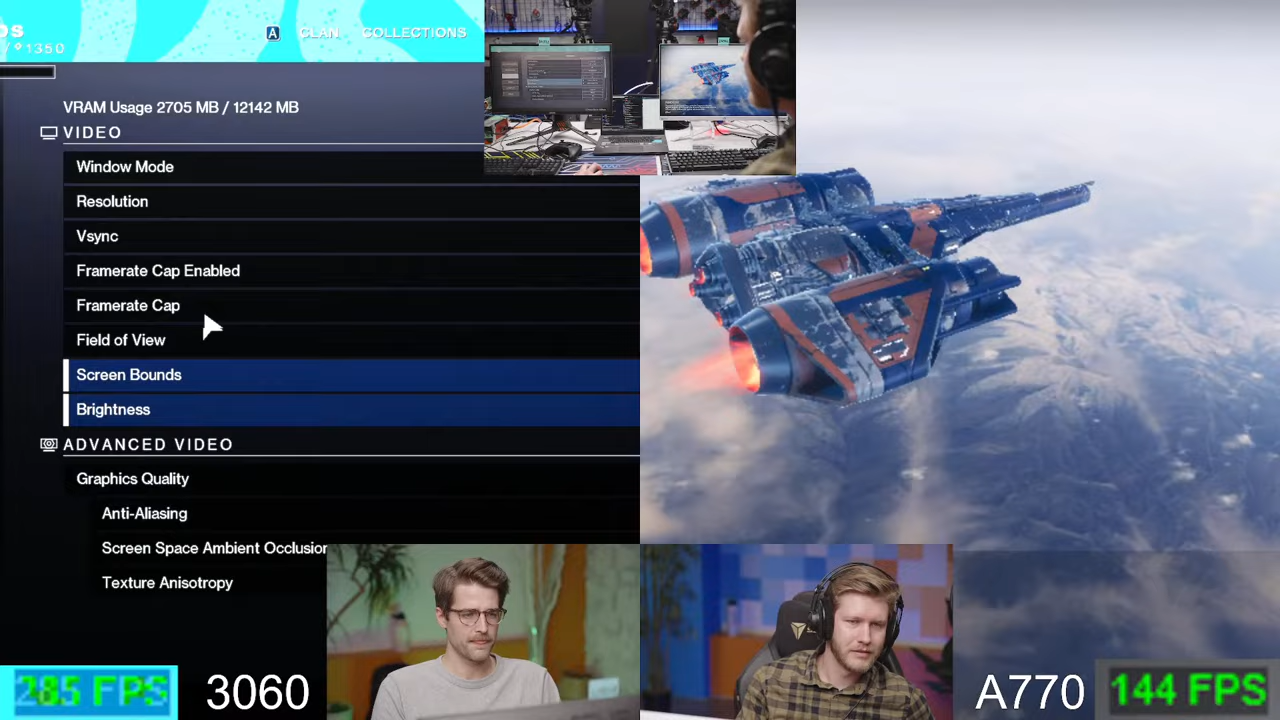 CLAN COLLECTIONS
1350
VRAM Usage 2705 MB / 12142 MB
VIDEO
Window Mode
Resolution
Vsync
Framerate Cap Enabled
Framerate Cap
Field of View
Screen Bounds
Brightness
ADVANCED VIDEO
Graphics Quality
Anti-Aliasing
Screen Space Ambient Occlusion
Texture Anisotropy
285 FPS
3060
A770
144 FPS